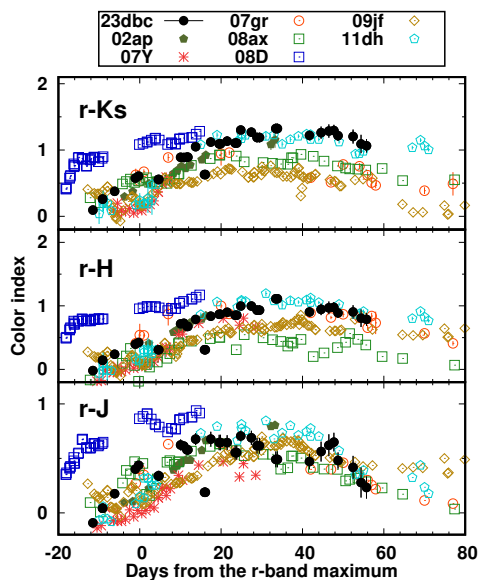 23dbc 07gr 09jf
02ap 08ax 11dh
07Y 08D
r-Ks
2
1
0
r-H
2
1
0
r-J
1
0
Color index
-20 0 20 40 60 80
Days from the r-band maximum